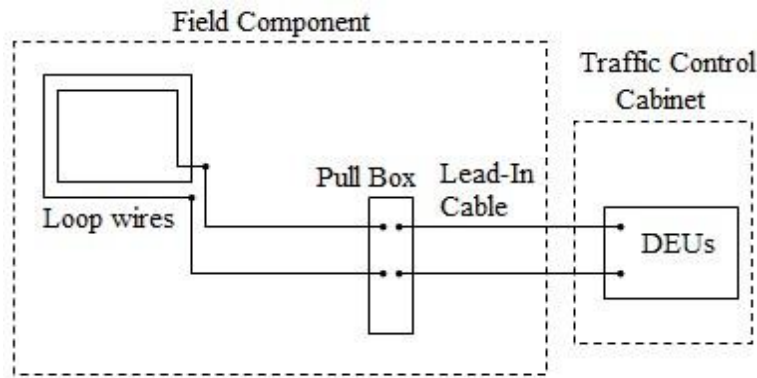 Field Component
Traffic Control
Cabinet
Pull Box
Lead-In
Cable
Loop wires
DEUs